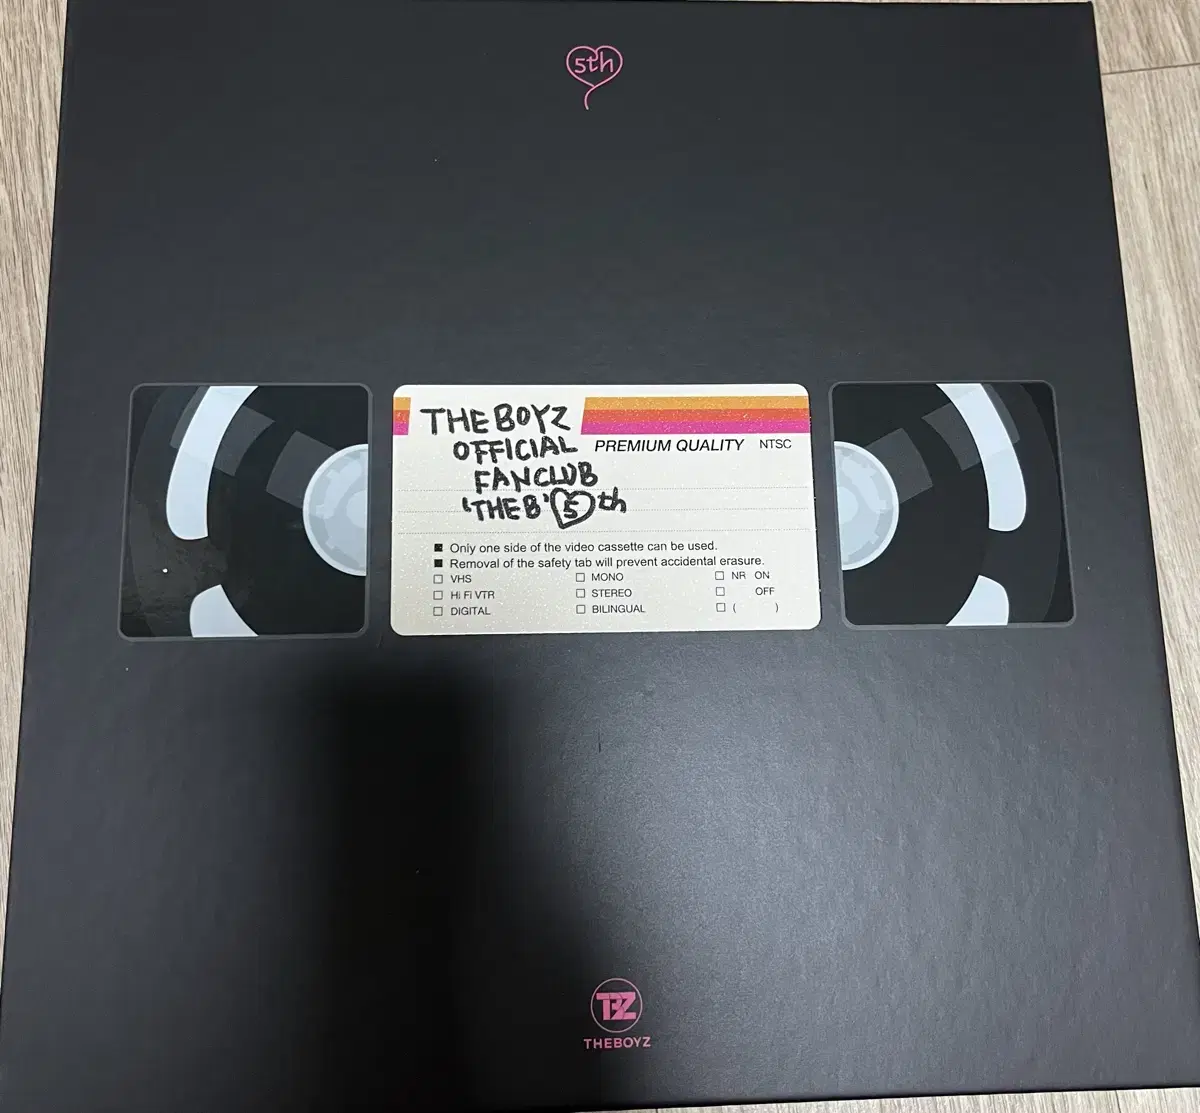 5th
THE BOYZ
OFFICIAL
FANCLUB
'THE B' 5th
PREMIUM QUALITY NTSC
■ Only one side of the video cassette can be used.
■ Removal of the safety tab will prevent accidental erasure.
□ VHS □ MONO □ NR ON
□ Hi Fi VTR □ STEREO □ OFF
□ DIGITAL □ BILINGUAL □ ( )
TBZ
THEBOYZ